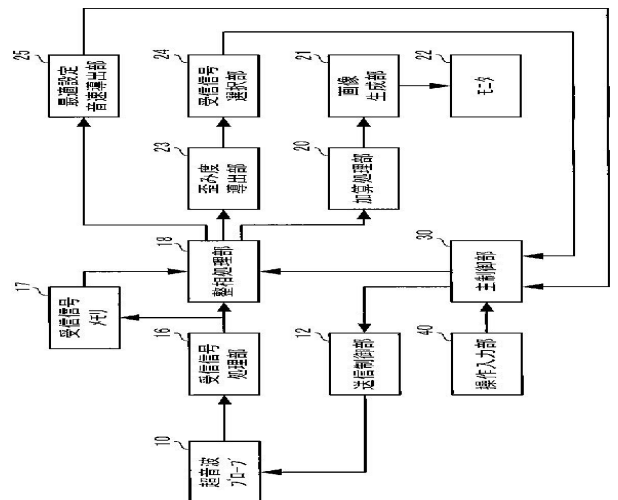 10
超音波
プローブ
16
受信信号
処理部
17
受信信号
メモリ
18
整相処理部
23
歪み度
導出部
24
受信信号
選択部
25
最適設定
音速導出部
20
加算処理部
21
画像
生成部
22
モニタ
12
送信制御部
30
主制御部
40
操作入力部